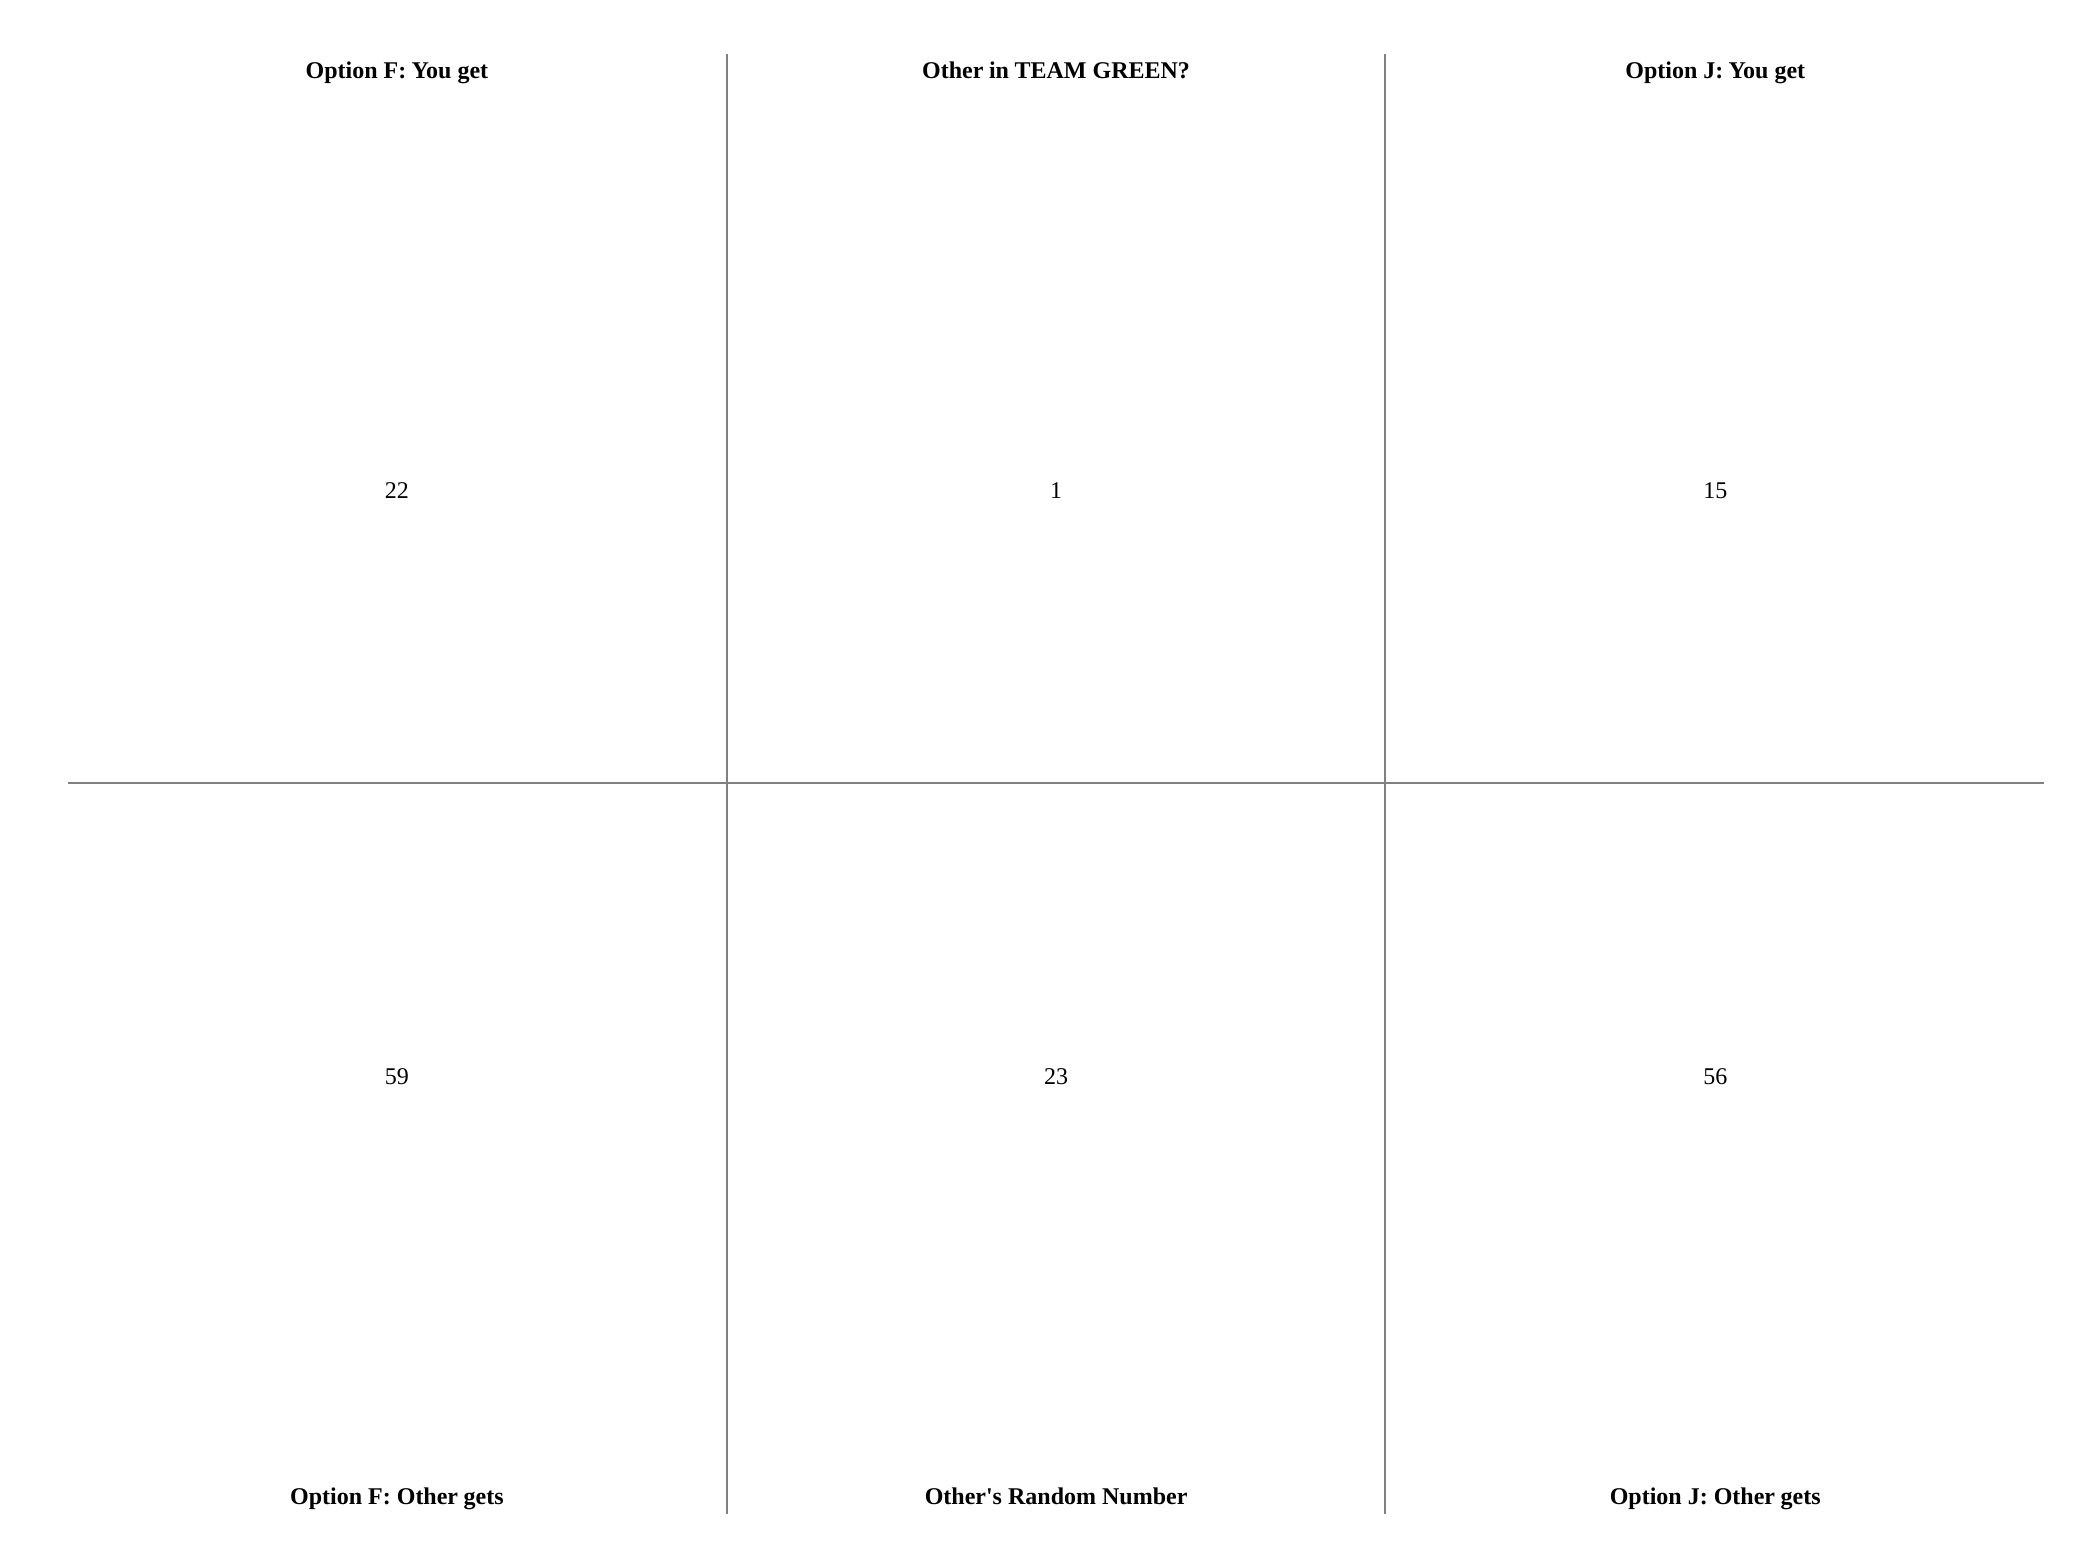 Option F: You get
Other in TEAM GREEN?
Option J: You get
22
1
15
59
23
56
Option F: Other gets
Other's Random Number
Option J: Other gets